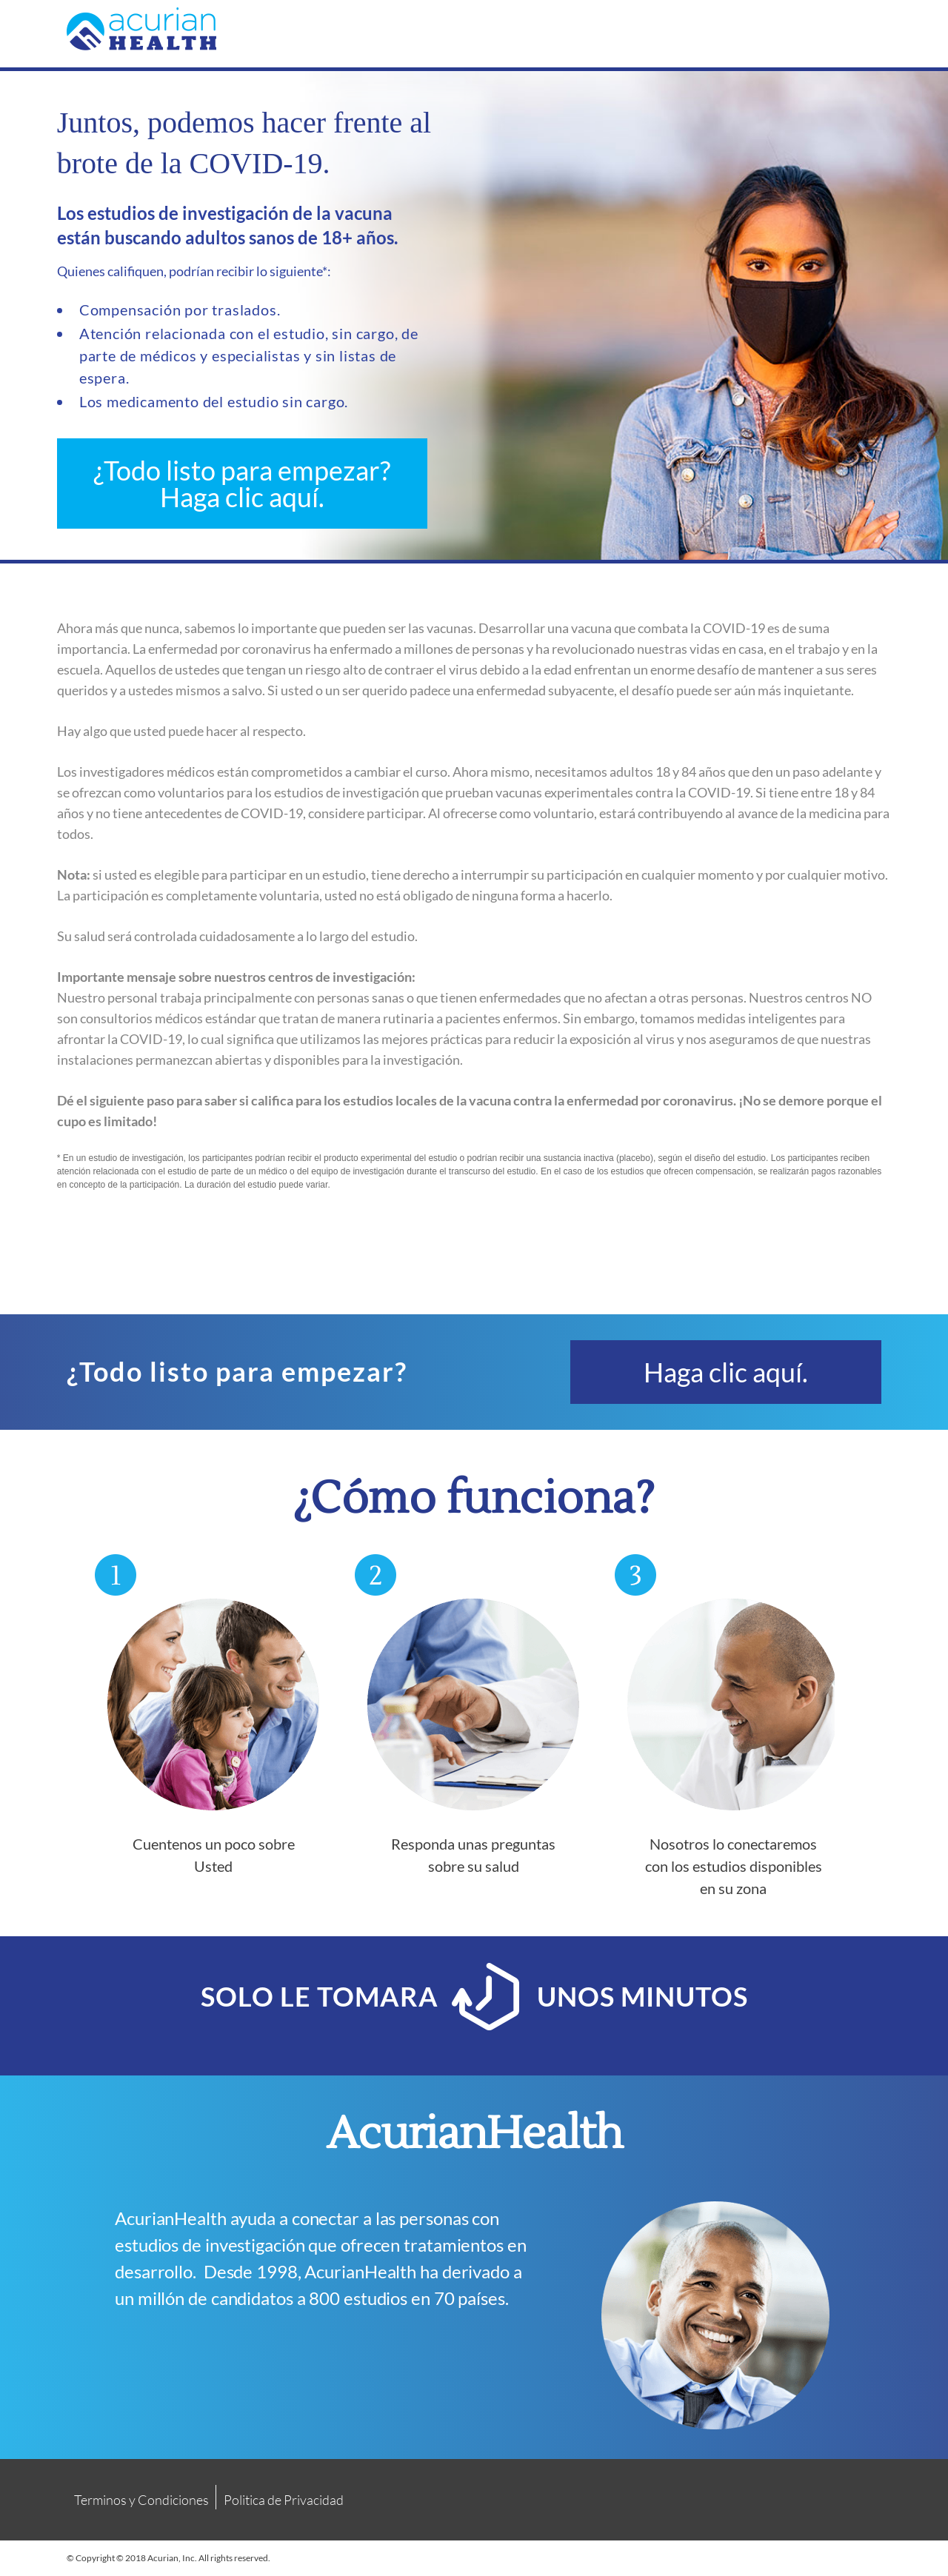 acurian
HEALTH
Juntos, podemos hacer frente al
brote de la COVID-19.
Los estudios de investigación de la vacuna
están buscando adultos sanos de 18+ años.
Quienes califiquen, podrían recibir lo siguiente*:
• Compensación por traslados.
• Atención relacionada con el estudio, sin cargo, de
parte de médicos y especialistas y sin listas de
espera.
• Los medicamento del estudio sin cargo.
¿Todo listo para empezar?
Haga clic aquí.
Ahora más que nunca, sabemos lo importante que pueden ser las vacunas. Desarrollar una vacuna que combata la COVID-19 es de suma
importancia. La enfermedad por coronavirus ha enfermado a millones de personas y ha revolucionado nuestras vidas en casa, en el trabajo y en la
escuela. Aquellos de ustedes que tengan un riesgo alto de contraer el virus debido a la edad enfrentan un enorme desafío de mantener a sus seres
queridos y a ustedes mismos a salvo. Si usted o un ser querido padece una enfermedad subyacente, el desafío puede ser aún más inquietante.
Hay algo que usted puede hacer al respecto.
Los investigadores médicos están comprometidos a cambiar el curso. Ahora mismo, necesitamos adultos 18 y 84 años que den un paso adelante y
se ofrezcan como voluntarios para los estudios de investigación que prueban vacunas experimentales contra la COVID-19. Si tiene entre 18 y 84
años y no tiene antecedentes de COVID-19, considere participar. Al ofrecerse como voluntario, estará contribuyendo al avance de la medicina para
todos.
Nota: si usted es elegible para participar en un estudio, tiene derecho a interrumpir su participación en cualquier momento y por cualquier motivo.
La participación es completamente voluntaria, usted no está obligado de ninguna forma a hacerlo.
Su salud será controlada cuidadosamente a lo largo del estudio.
Importante mensaje sobre nuestros centros de investigación:
Nuestro personal trabaja principalmente con personas sanas o que tienen enfermedades que no afectan a otras personas. Nuestros centros NO
son consultorios médicos estándar que tratan de manera rutinaria a pacientes enfermos. Sin embargo, tomamos medidas inteligentes para
afrontar la COVID-19, lo cual significa que utilizamos las mejores prácticas para reducir la exposición al virus y nos aseguramos de que nuestras
instalaciones permanezcan abiertas y disponibles para la investigación.
Dé el siguiente paso para saber si califica para los estudios locales de la vacuna contra la enfermedad por coronavirus. ¡No se demore porque el
cupo es limitado!
* En un estudio de investigación, los participantes podrían recibir el producto experimental del estudio o podrían recibir una sustancia inactiva (placebo), según el diseño del estudio. Los participantes reciben
atención relacionada con el estudio de parte de un médico o del equipo de investigación durante el transcurso del estudio. En el caso de los estudios que ofrecen compensación, se realizarán pagos razonables
en concepto de la participación. La duración del estudio puede variar.
¿Todo listo para empezar?
Haga clic aquí.
¿Cómo funciona?
1
2
3
Cuentenos un poco sobre
Usted
Responda unas preguntas
sobre su salud
Nosotros lo conectaremos
con los estudios disponibles
en su zona
SOLO LE TOMARA UNOS MINUTOS
AcurianHealth
AcurianHealth ayuda a conectar a las personas con
estudios de investigación que ofrecen tratamientos en
desarrollo. Desde 1998, AcurianHealth ha derivado a
un millón de candidatos a 800 estudios en 70 países.
Terminos y Condiciones | Politica de Privacidad
© Copyright © 2018 Acurian, Inc. All rights reserved.